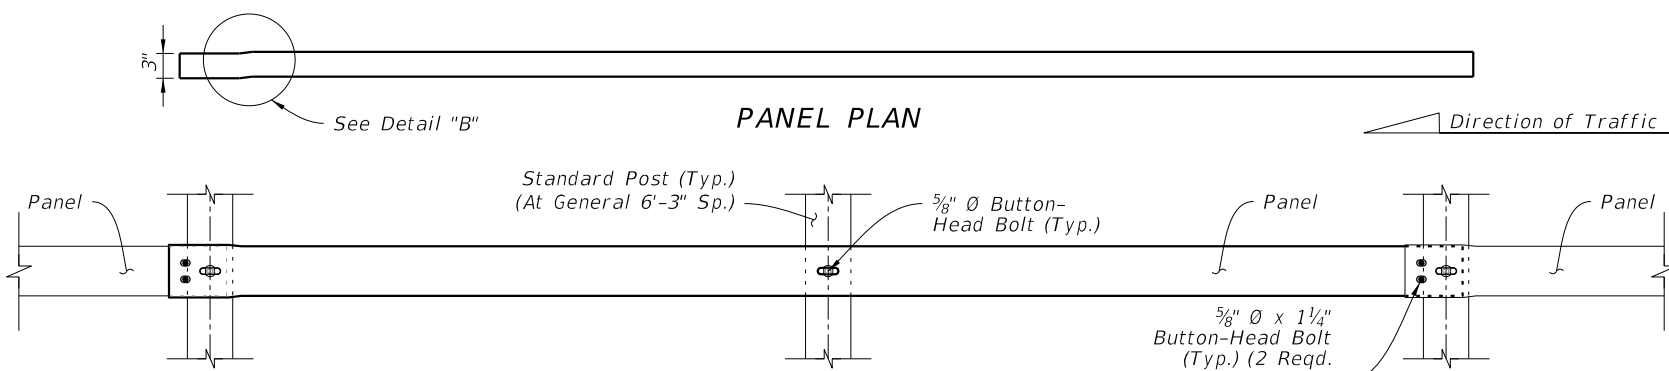 3"
See Detail "B"
PANEL PLAN
Direction of Traffic
Panel
Standard Post (Typ.)
(At General 6'-3" Sp.)
⅝" Ø Button-
Head Bolt (Typ.)
Panel
Panel
⅝" Ø x 1¼"
Button-Head Bolt
(Typ.) (2 Reqd.